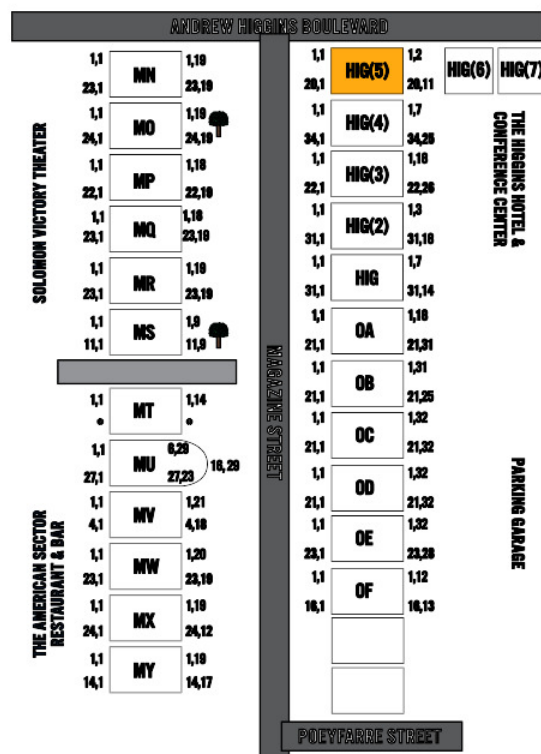 ANDREW HIGGINS BOULEVARD
1,1 MN 1,19
23,1 23,19
1,1 MO 1,19
24,1 24,19
1,1 MP 1,18
22,1 22,19
1,1 MQ 1,18
23,1 23,19
1,1 MR 1,19
23,1 23,19
1,1 MS 1,9
11,1 11,9
1,1 MT 1,14
1,1 MU 6,29
27,1 27,23 16,29
1,1 MV 1,21
4,1 4,18
1,1 MW 1,20
23,1 23,19
1,1 MX 1,19
24,1 24,12
1,1 MY 1,19
14,1 14,17
SOLOMON VICTORY THEATER
THE AMERICAN SECTOR
RESTAURANT & BAR
MAGAZINE STREET
1,1 HIG(5) 1,2
20,1 20,11
HIG(6) HIG(7)
1,1 HIG(4) 1,7
34,1 34,25
1,1 HIG(3) 1,16
22,1 22,26
1,1 HIG(2) 1,3
31,1 31,16
1,1 HIG 1,7
31,1 31,14
1,1 OA 1,16
21,1 21,31
1,1 OB 1,31
21,1 21,25
1,1 OC 1,32
21,1 21,32
1,1 OD 1,32
21,1 21,32
1,1 OE 1,32
23,1 23,28
1,1 OF 1,12
16,1 16,13
THE HIGGINS HOTEL &
CONFERENCE CENTER
PARKING GARAGE
POEYFARRE STREET